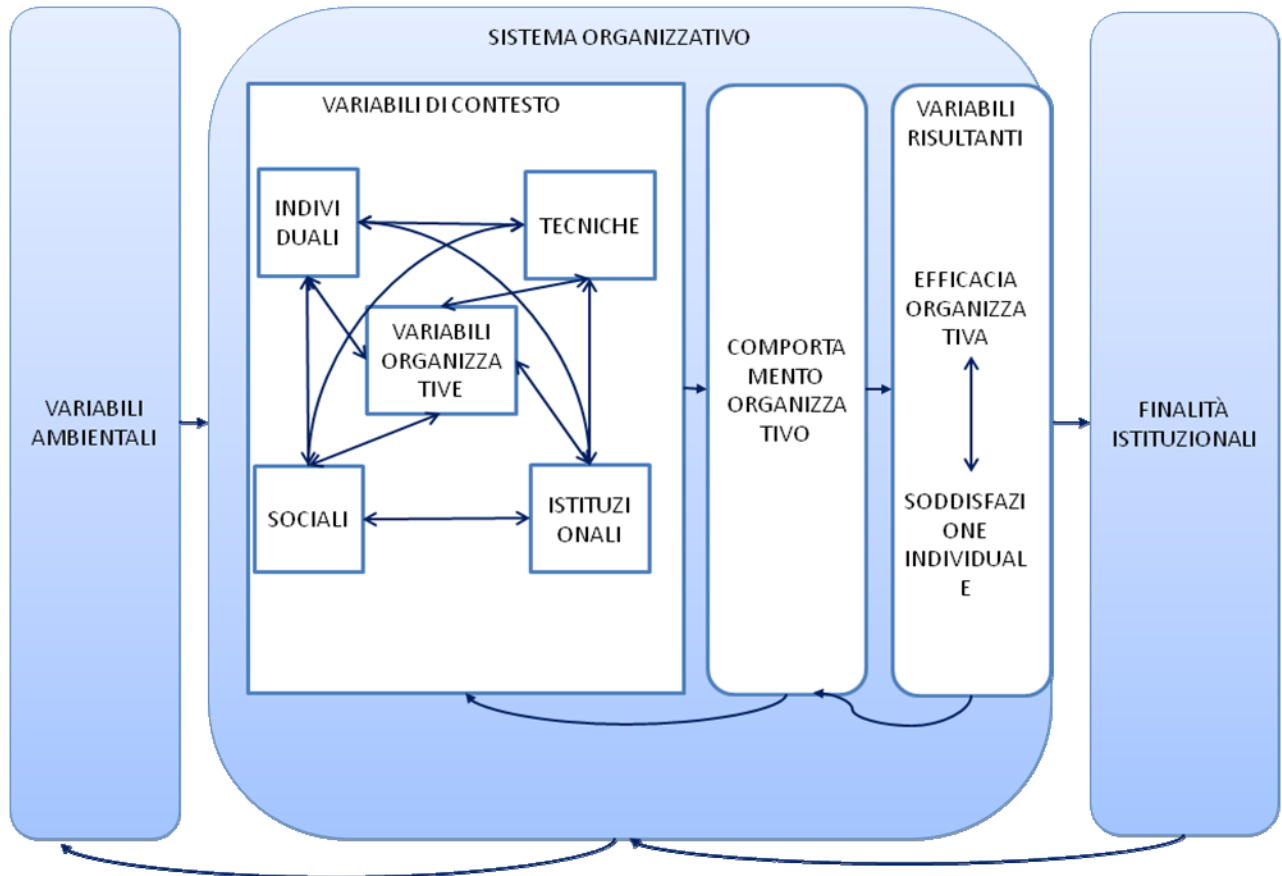 SISTEMA ORGANIZZATIVO
VARIABILI
AMBIENTALI
VARIABILI DI CONTESTO
INDIVI
DUALI
TECNICHE
VARIABILI
ORGANIZZA
TIVE
SOCIALI
ISTITUZI
ONALI
COMPORTA
MENTO
ORGANIZZA
TIVO
VARIABILI
RISULTANTI
EFFICACIA
ORGANIZZA
TIVA
SODDISFAZI
ONE
INDIVIDUAL
E
FINALITÀ
ISTITUZIONALI